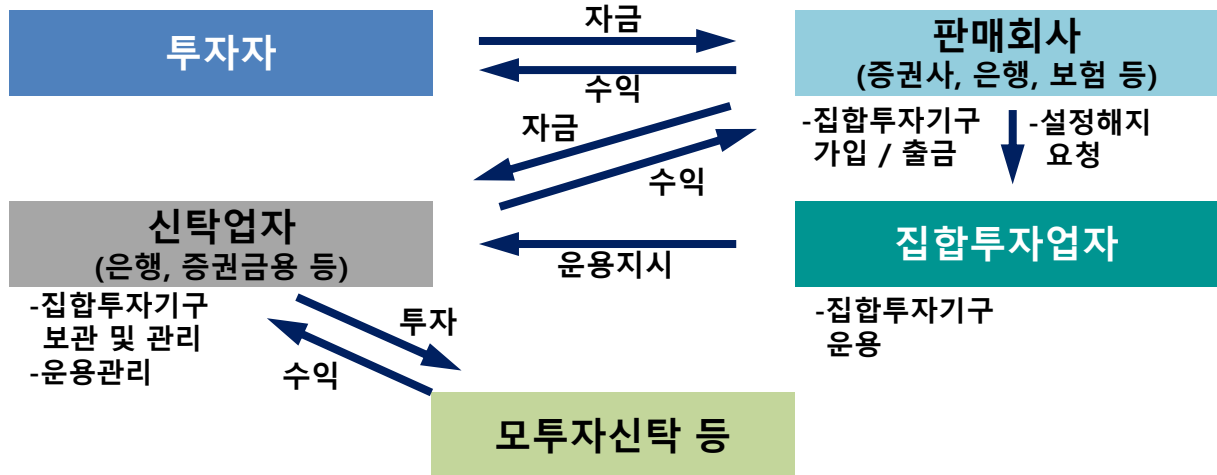 투자자
자금
수익
판매회사
(증권사, 은행, 보험 등)
자금
수익
-집합투자기구
가입 / 출금
-설정해지
요청
신탁업자
(은행, 증권금융 등)
운용지시
집합투자업자
-집합투자기구
보관 및 관리
-운용관리
투자
수익
-집합투자기구
운용
모투자신탁 등